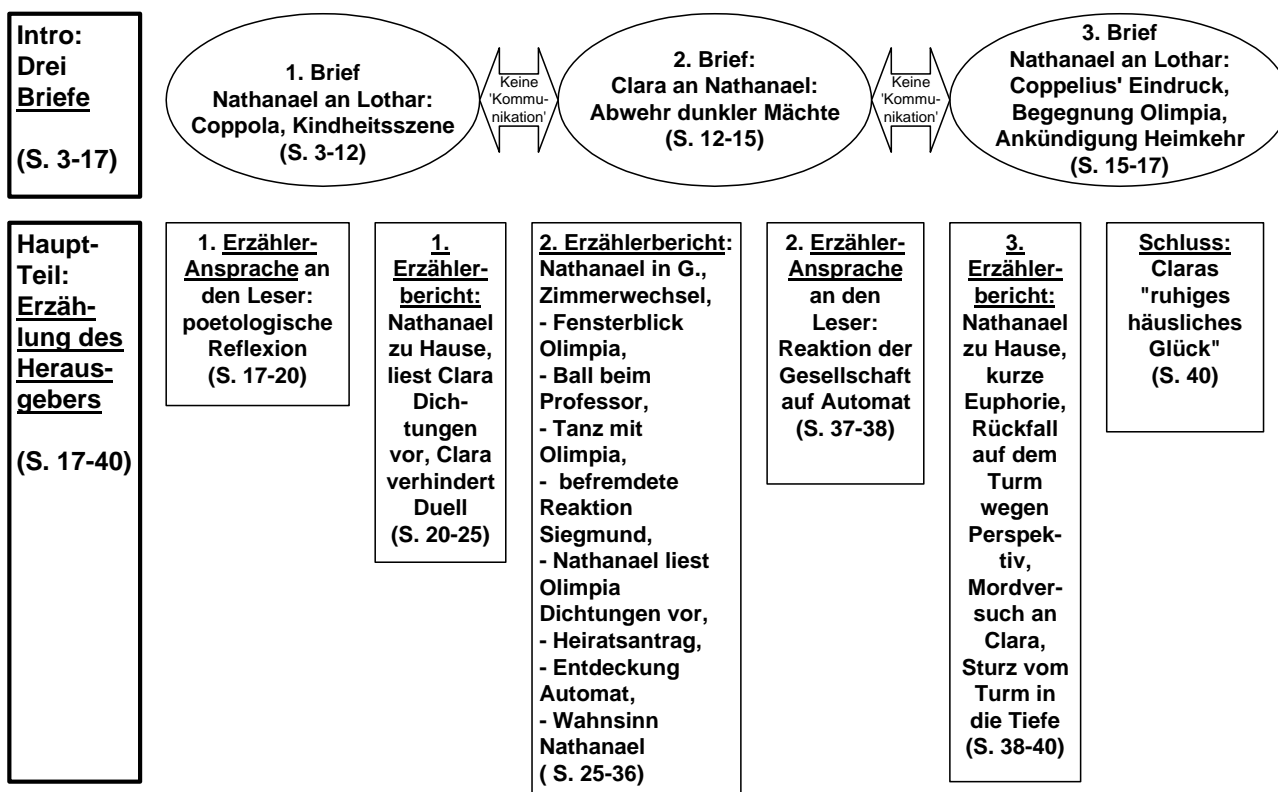 Intro:
Drei
Briefe
(S. 3-17)
1. Brief
Nathanael an Lothar:
Coppola, Kindheitsszene
(S. 3-12)
Keine
'Kommu-
nikation'
2. Brief:
Clara an Nathanael:
Abwehr dunkler Mächte
(S. 12-15)
Keine
'Kommu-
nikation'
3. Brief
Nathanael an Lothar:
Coppelius' Eindruck,
Begegnung Olimpia,
Ankündigung Heimkehr
(S. 15-17)
Haupt-
Teil:
Erzäh-
lung des
Heraus-
gebers
(S. 17-40)
1. Erzähler-
Ansprache an
den Leser:
poetologische
Reflexion
(S. 17-20)
1.
Erzähler-
bericht:
Nathanael
zu Hause,
liest Clara
Dich-
tungen
vor, Clara
verhindert
Duell
(S. 20-25)
2. Erzählerbericht:
Nathanael in G.,
Zimmerwechsel,
- Fensterblick
Olimpia,
- Ball beim
Professor,
- Tanz mit
Olimpia,
- befremdete
Reaktion
Siegmund,
- Nathanael liest
Olimpia
Dichtungen vor,
- Heiratsantrag,
- Entdeckung
Automat,
- Wahnsinn
Nathanael
( S. 25-36)
2. Erzähler-
Ansprache
an den
Leser:
Reaktion der
Gesellschaft
auf Automat
(S. 37-38)
3.
Erzähler-
bericht:
Nathanael
zu Hause,
kurze
Euphorie,
Rückfall
auf dem
Turm
wegen
Perspek-
tiv,
Mordver-
such an
Clara,
Sturz vom
Turm in
die Tiefe
(S. 38-40)
Schluss:
Claras
"ruhiges
häusliches
Glück"
(S. 40)